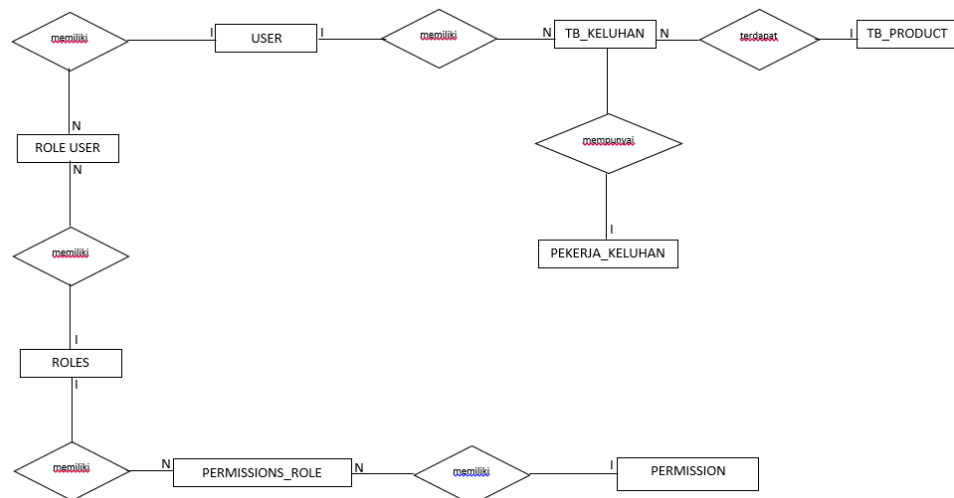 memiliki
I
USER
I
memiliki
N
TB_KELUHAN
N
terdapat
I
TB_PRODUCT
N
ROLE USER
N
mempunyai
I
PEKERJA_KELUHAN
memiliki
I
ROLES
I
memiliki
N
PERMISSIONS_ROLE
N
memiliki
I
PERMISSION